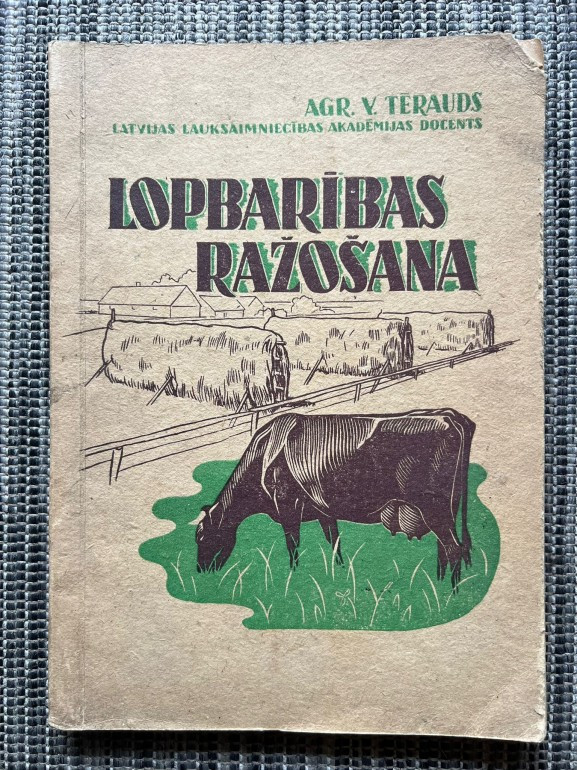 AGR. V. TĒRAUDS
LATVIJAS LAUKSAIMNIECĪBAS AKADĒMIJAS DOCENTS
LOPBARĪBAS
RAŽOŠANA